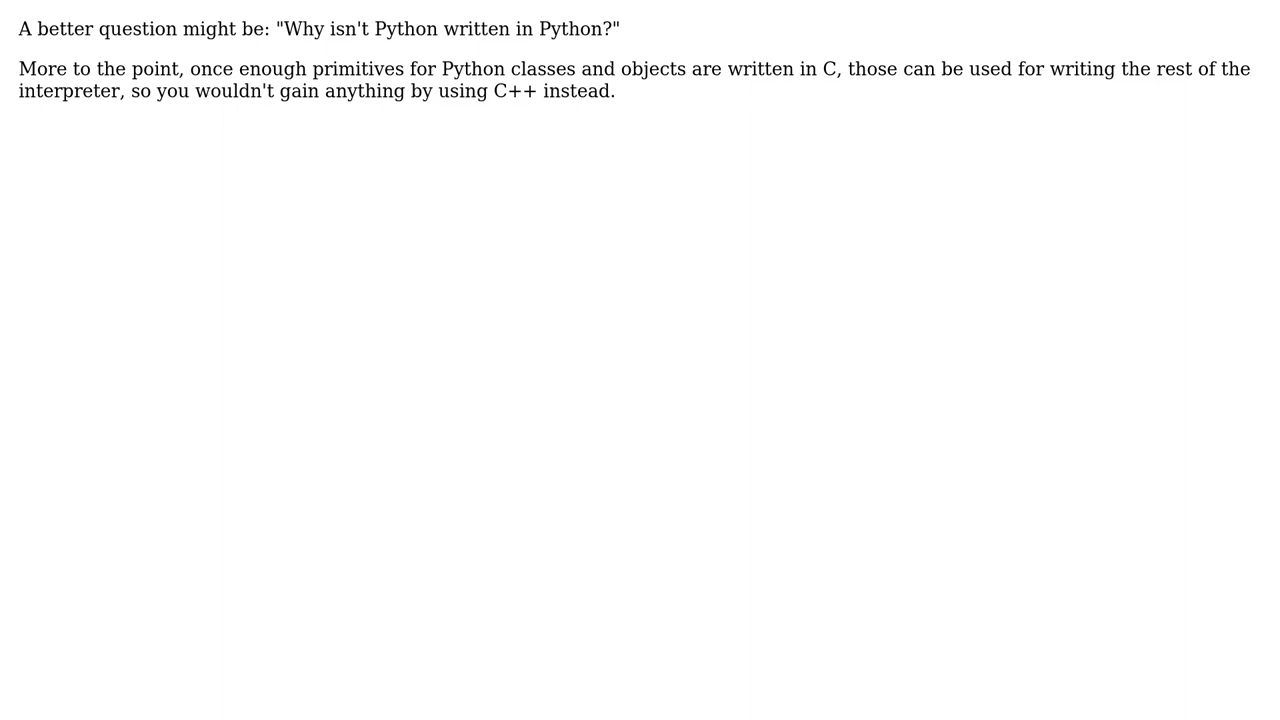 A better question might be: "Why isn't Python written in Python?"
More to the point, once enough primitives for Python classes and objects are written in C, those can be used for writing the rest of the
interpreter, so you wouldn't gain anything by using C++ instead.